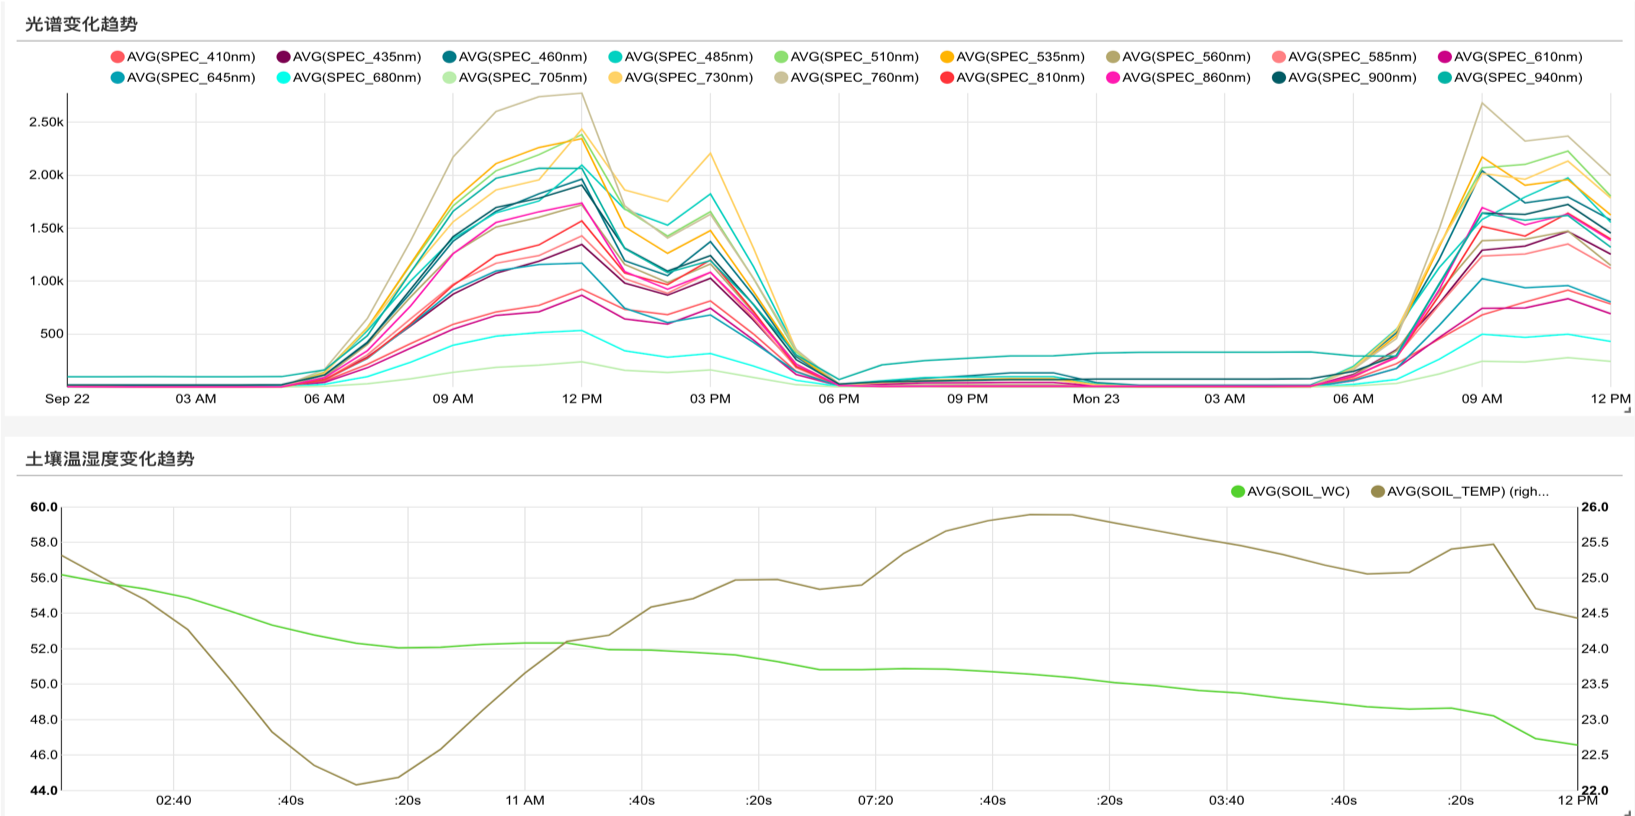 光谱变化趋势
AVG(SPEC_410nm) AVG(SPEC_435nm) AVG(SPEC_460nm) AVG(SPEC_485nm) AVG(SPEC_510nm) AVG(SPEC_535nm) AVG(SPEC_560nm) AVG(SPEC_585nm) AVG(SPEC_610nm)
AVG(SPEC_645nm) AVG(SPEC_680nm) AVG(SPEC_705nm) AVG(SPEC_730nm) AVG(SPEC_760nm) AVG(SPEC_810nm) AVG(SPEC_860nm) AVG(SPEC_900nm) AVG(SPEC_940nm)
2.50k
2.00k
1.50k
1.00k
500
Sep 22 03 AM 06 AM 09 AM 12 PM 03 PM 06 PM 09 PM Mon 23 03 AM 06 AM 09 AM 12 PM
土壤温湿度变化趋势
AVG(SOIL_WC) AVG(SOIL_TEMP) (righ...
60.0 26.0
58.0 25.5
56.0 25.0
54.0 24.5
52.0 24.0
50.0 23.5
48.0 23.0
46.0 22.5
44.0 22.0
02:40 :40s :20s 11 AM :40s :20s 07:20 :40s :20s 03:40 :40s :20s 12 PM